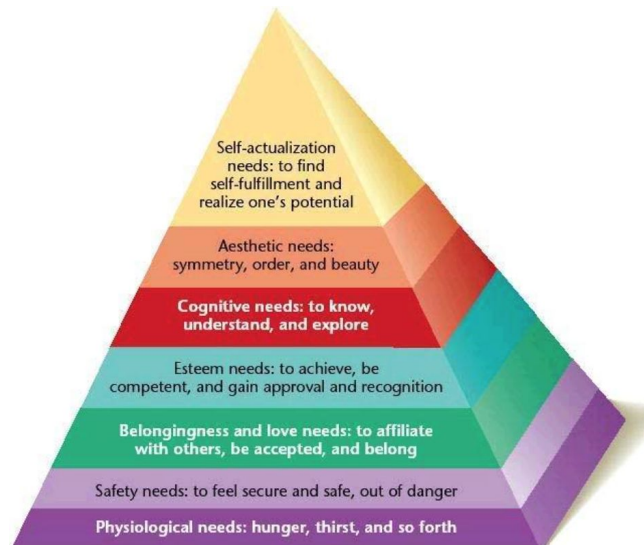 Self-actualization
needs: to find
self-fulfillment and
realize one's potential
Aesthetic needs:
symmetry, order, and beauty
Cognitive needs: to know,
understand, and explore
Esteem needs: to achieve, be
competent, and gain approval and recognition
Belongingness and love needs: to affiliate
with others, be accepted, and belong
Safety needs: to feel secure and safe, out of danger
Physiological needs: hunger, thirst, and so forth